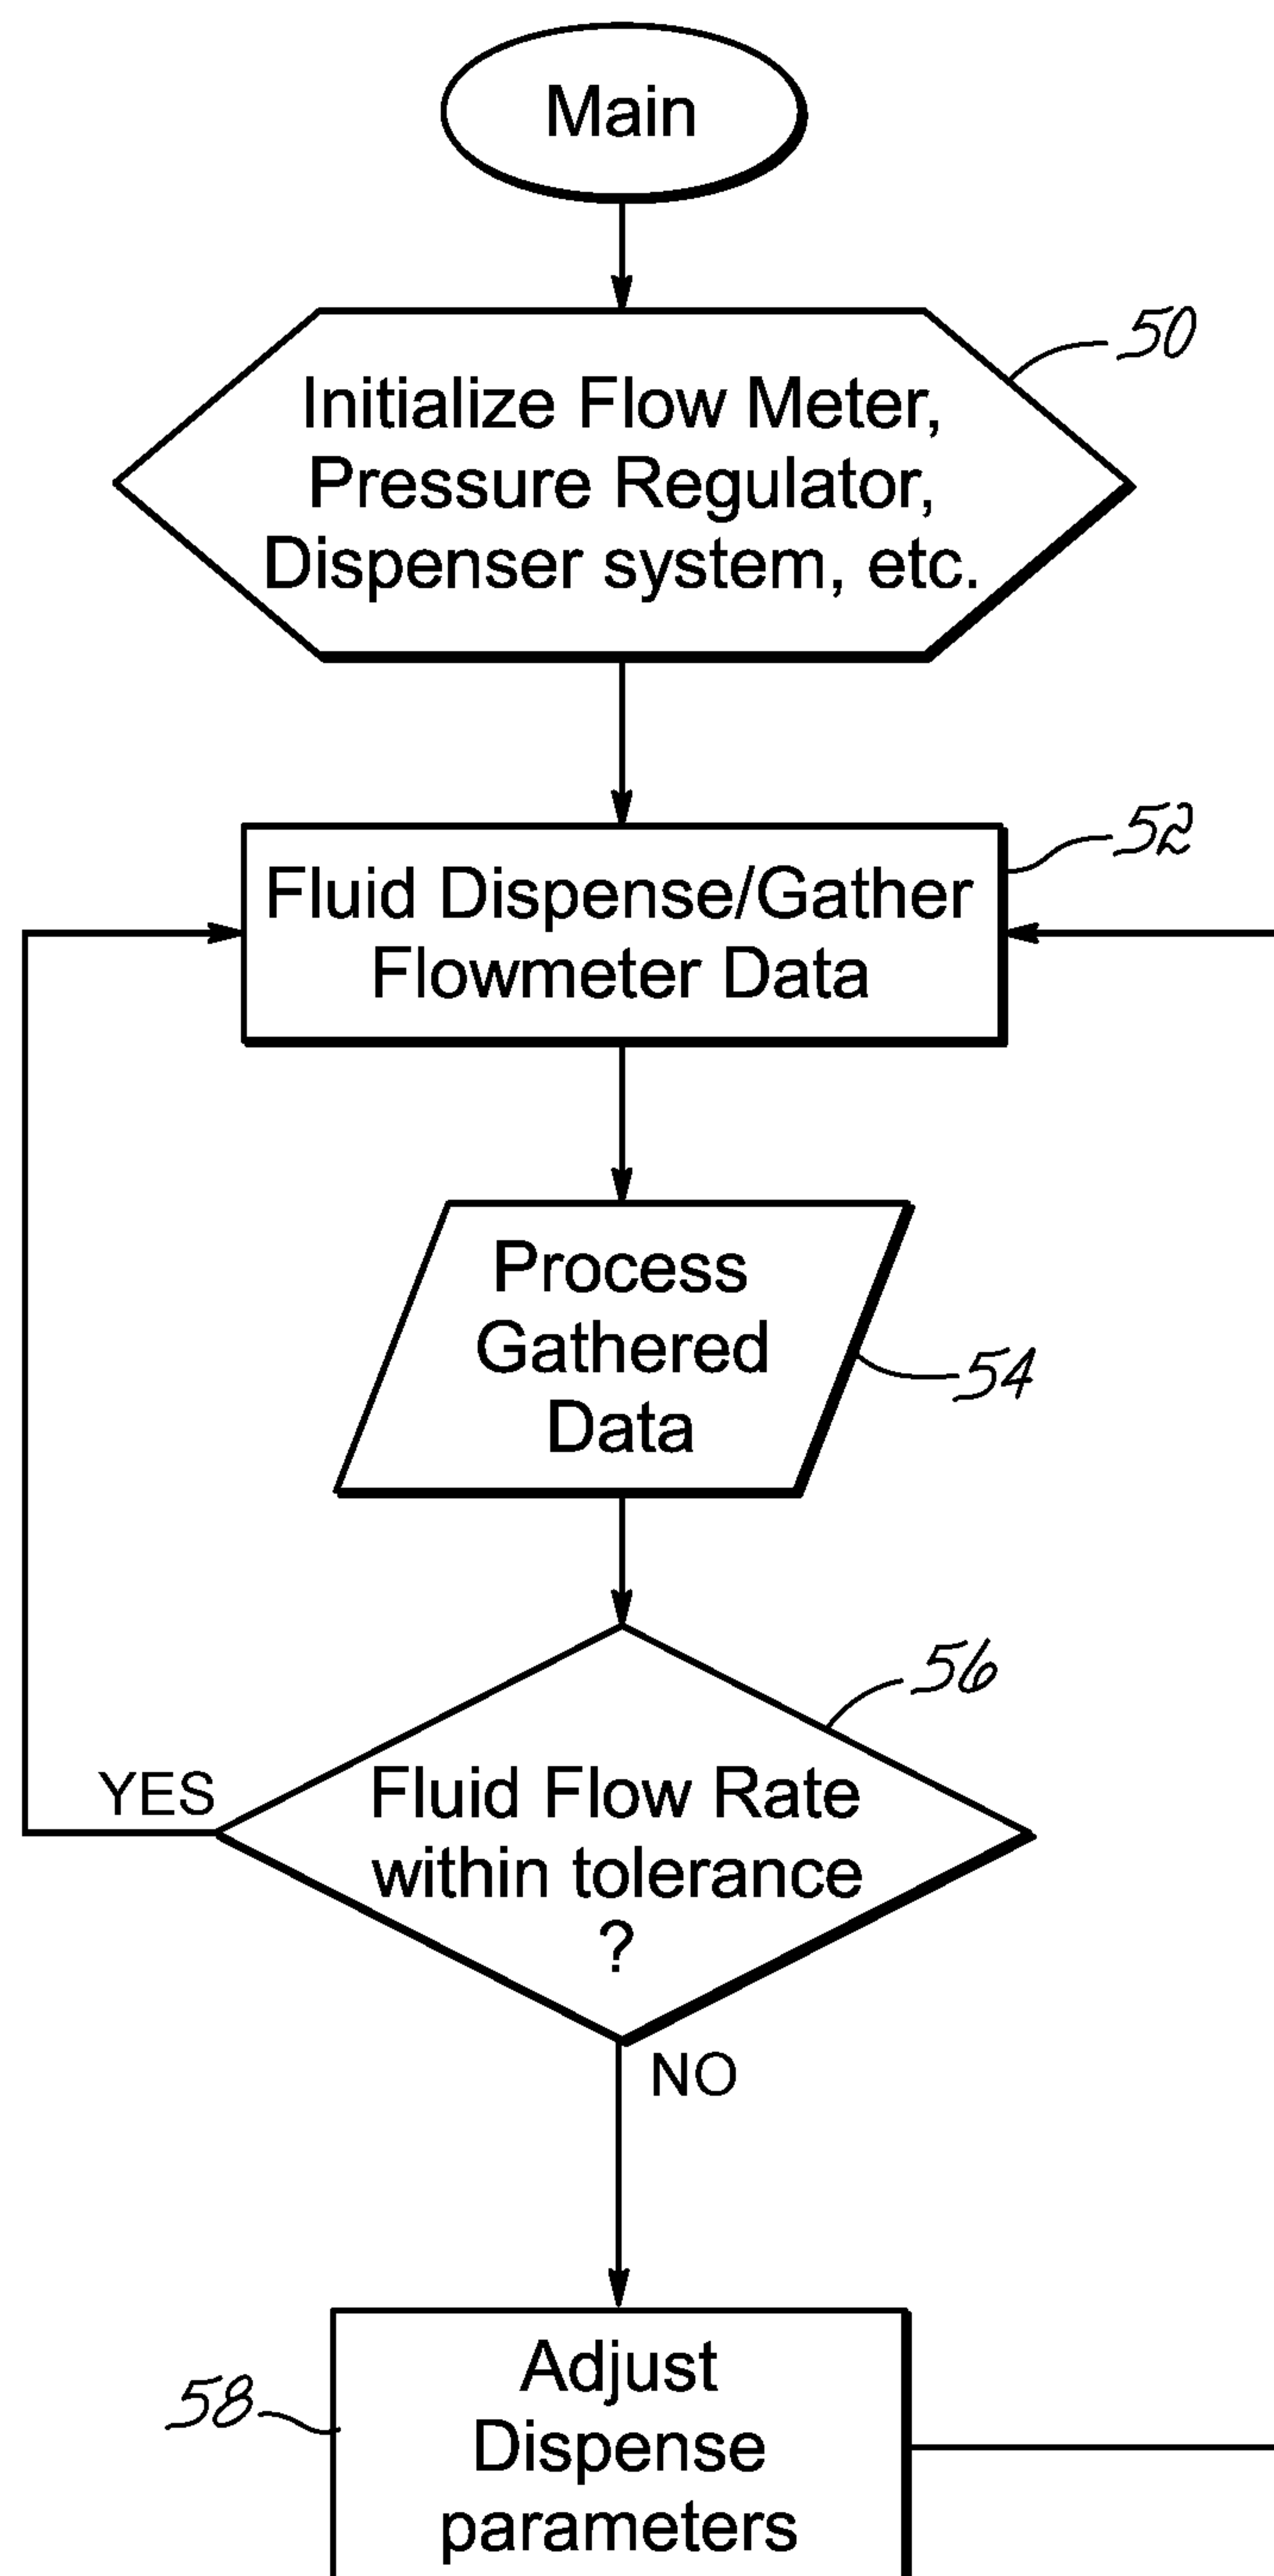 Main
50
Initialize Flow Meter,
Pressure Regulator,
Dispenser system, etc.
52
Fluid Dispense/Gather
Flowmeter Data
Process
Gathered
Data
54
56
YES
Fluid Flow Rate
within tolerance
?
NO
58
Adjust
Dispense
parameters